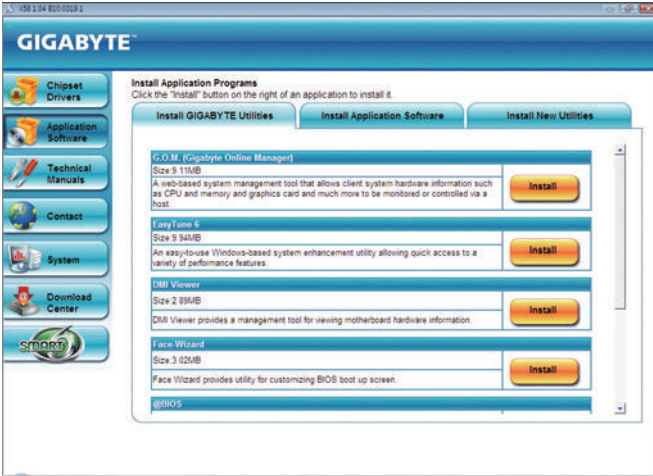 X58 1.04 B10.0319.1
GIGABYTE™
Chipset
Drivers
Application
Software
Technical
Manuals
Contact
System
Download
Center
SMART
Install Application Programs
Click the "Install" button on the right of an application to install it.
Install GIGABYTE Utilities
Install Application Software
Install New Utilities
G.O.M. (Gigabyte Online Manager)
Size:9.11MB
A web-based system management tool that allows client system hardware information such
as CPU and memory and graphics card and much more to be monitored or controlled via a
host.
Install
EasyTune 6
Size:9.94MB
An easy-to-use Windows-based system enhancement utility allowing quick access to a
variety of performance features.
Install
DMI Viewer
Size:2.89MB
DMI Viewer provides a management tool for viewing motherboard hardware information.
Install
Face-Wizard
Size:3.02MB
Face Wizard provides utility for customizing BIOS boot up screen.
Install
@BIOS